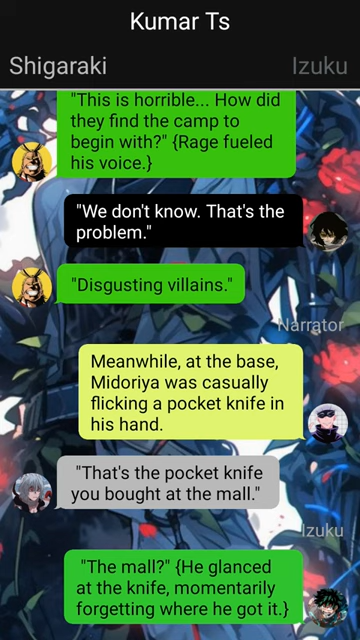 Kumar Ts
Shigaraki Izuku
"This is horrible... How did
they find the camp to
begin with?" {Rage fueled
his voice.}
"We don't know. That's the
problem."
"Disgusting villains."
Narrator
Meanwhile, at the base,
Midoriya was casually
flicking a pocket knife in
his hand.
"That's the pocket knife
you bought at the mall."
Izuku
"The mall?" {He glanced
at the knife, momentarily
forgetting where he got it.}